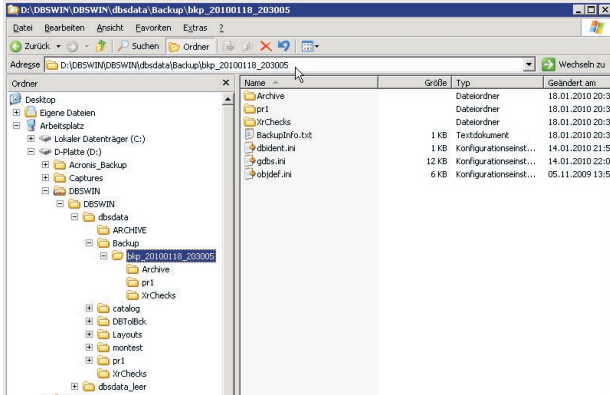 D:\DBSWIN\DBSWIN\dbsdata\Backup\bkp_20100118_203005
Datei Bearbeiten Ansicht Favoriten Extras ?
Zurück Suchen Ordner
Adresse D:\DBSWIN\DBSWIN\dbsdata\Backup\bkp_20100118_203005 Wechseln zu
Ordner
Desktop
Eigene Dateien
Arbeitsplatz
Lokaler Datenträger (C:)
D-Platte (D:)
Acronis_Backup
Captures
DBSWIN
DBSWIN
dbsdata
ARCHIVE
Backup
bkp_20100118_203005
Archive
pr1
XrChecks
catalog
DBToBck
Layouts
montest
pr1
XrChecks
dbsdata_leer
Name Größe Typ Geändert am
Archive Dateiordner 18.01.2010 20:3
pr1 Dateiordner 18.01.2010 20:3
XrChecks Dateiordner 18.01.2010 20:3
BackupInfo.txt 1 KB Textdokument 18.01.2010 20:3
dbident.ini 1 KB Konfigurationseinst... 14.01.2010 21:5
gdbs.ini 12 KB Konfigurationseinst... 14.01.2010 22:0
objdef.ini 6 KB Konfigurationseinst... 05.11.2009 13:5